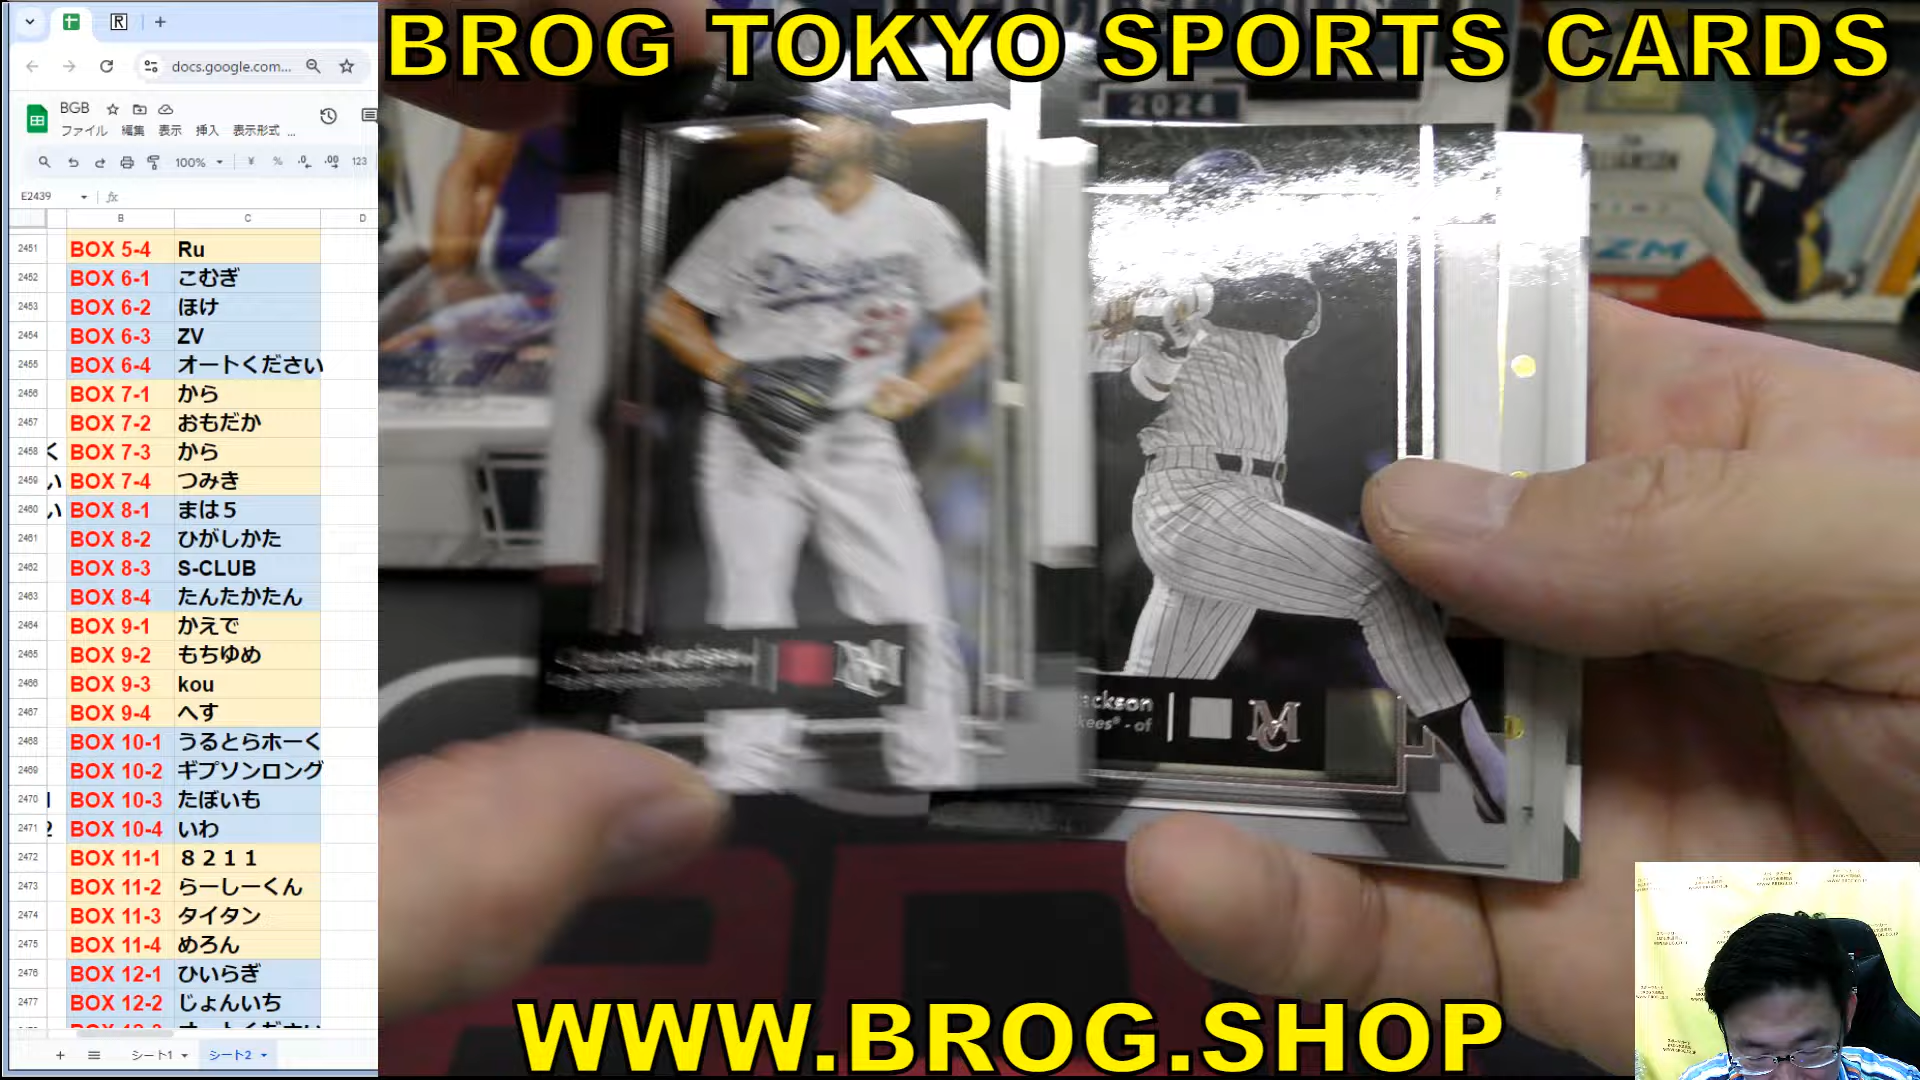 BROG TOKYO SPORTS CARDS
docs.google.com...
BGB
ファイル 編集 表示 挿入 表示形式 ...
100% ¥ % .0 .00 123
E2439 fx
B C D
2451 BOX 5-4 Ru
2452 BOX 6-1 こむぎ
2453 BOX 6-2 ほけ
2454 BOX 6-3 ZV
2455 BOX 6-4 オートください
2456 BOX 7-1 から
2457 BOX 7-2 おもだか
2458 く BOX 7-3 から
2459 い BOX 7-4 つみき
2460 い BOX 8-1 まは５
2461 BOX 8-2 ひがしかた
2462 BOX 8-3 S-CLUB
2463 BOX 8-4 たんたかたん
2464 BOX 9-1 かえで
2465 BOX 9-2 もちゆめ
2466 BOX 9-3 kou
2467 BOX 9-4 へす
2468 BOX 10-1 うるとらホーく
2469 BOX 10-2 ギプソンロング
2470 BOX 10-3 たぼいも
2471 2 BOX 10-4 いわ
2472 BOX 11-1 ８２１１
2473 BOX 11-2 らーしーくん
2474 BOX 11-3 タイタン
2475 BOX 11-4 めろん
2476 BOX 12-1 ひいらぎ
2477 BOX 12-2 じょんいち
シート1 シート2
2024
Dodgers
22
ackson
kees® - of
MC
WWW.BROG.SHOP